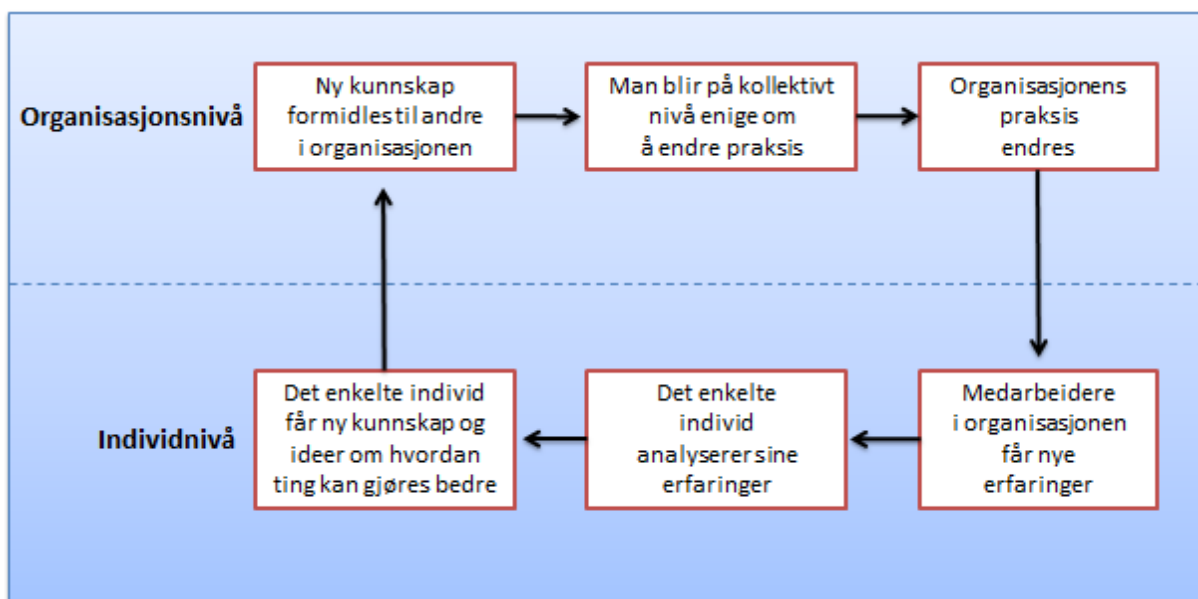 Organisasjonsnivå
Ny kunnskap
formidles til andre
i organisasjonen
Man blir på kollektivt
nivå enige om
å endre praksis
Organisasjonens
praksis
endres
Individnivå
Det enkelte individ
får ny kunnskap og
ideer om hvordan
ting kan gjøres bedre
Det enkelte
individ
analyserer sine
erfaringer
Medarbeidere
i organisasjonen
får nye
erfaringer